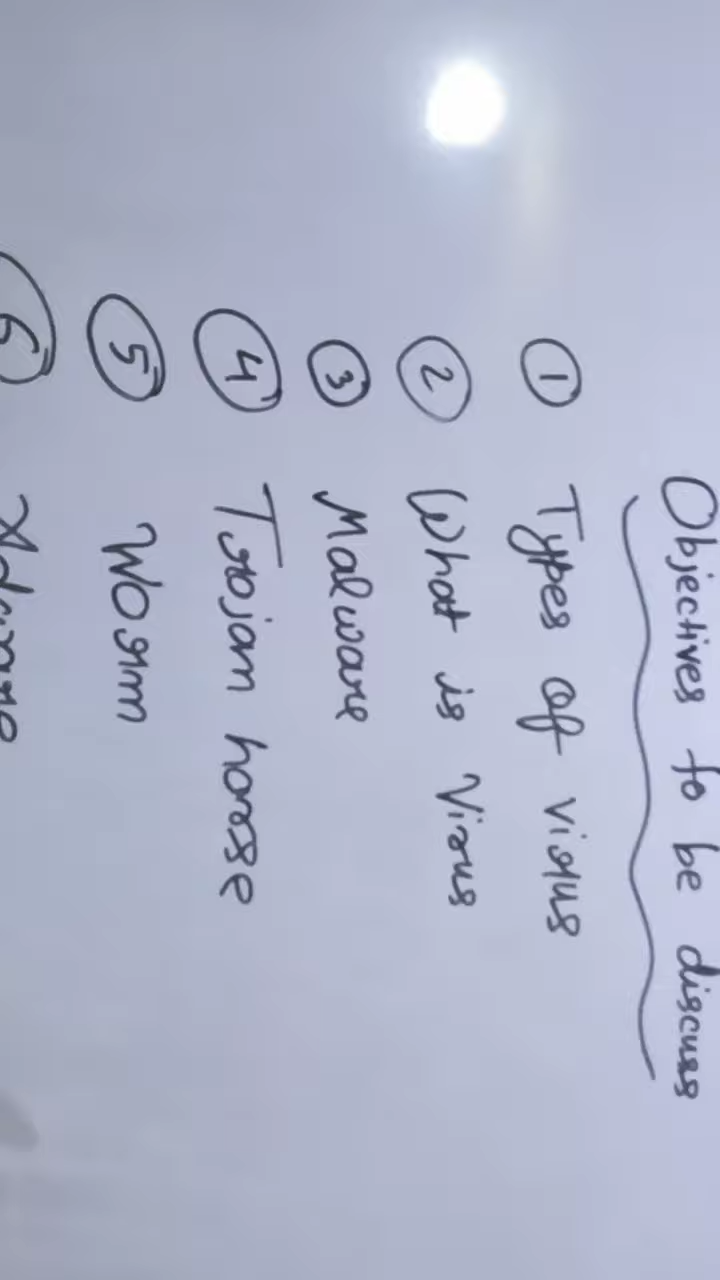 Objectives to be discuss
① Types of virus
② What is Virus
③ Malware
④ Trojan horse
⑤ Worm
⑥